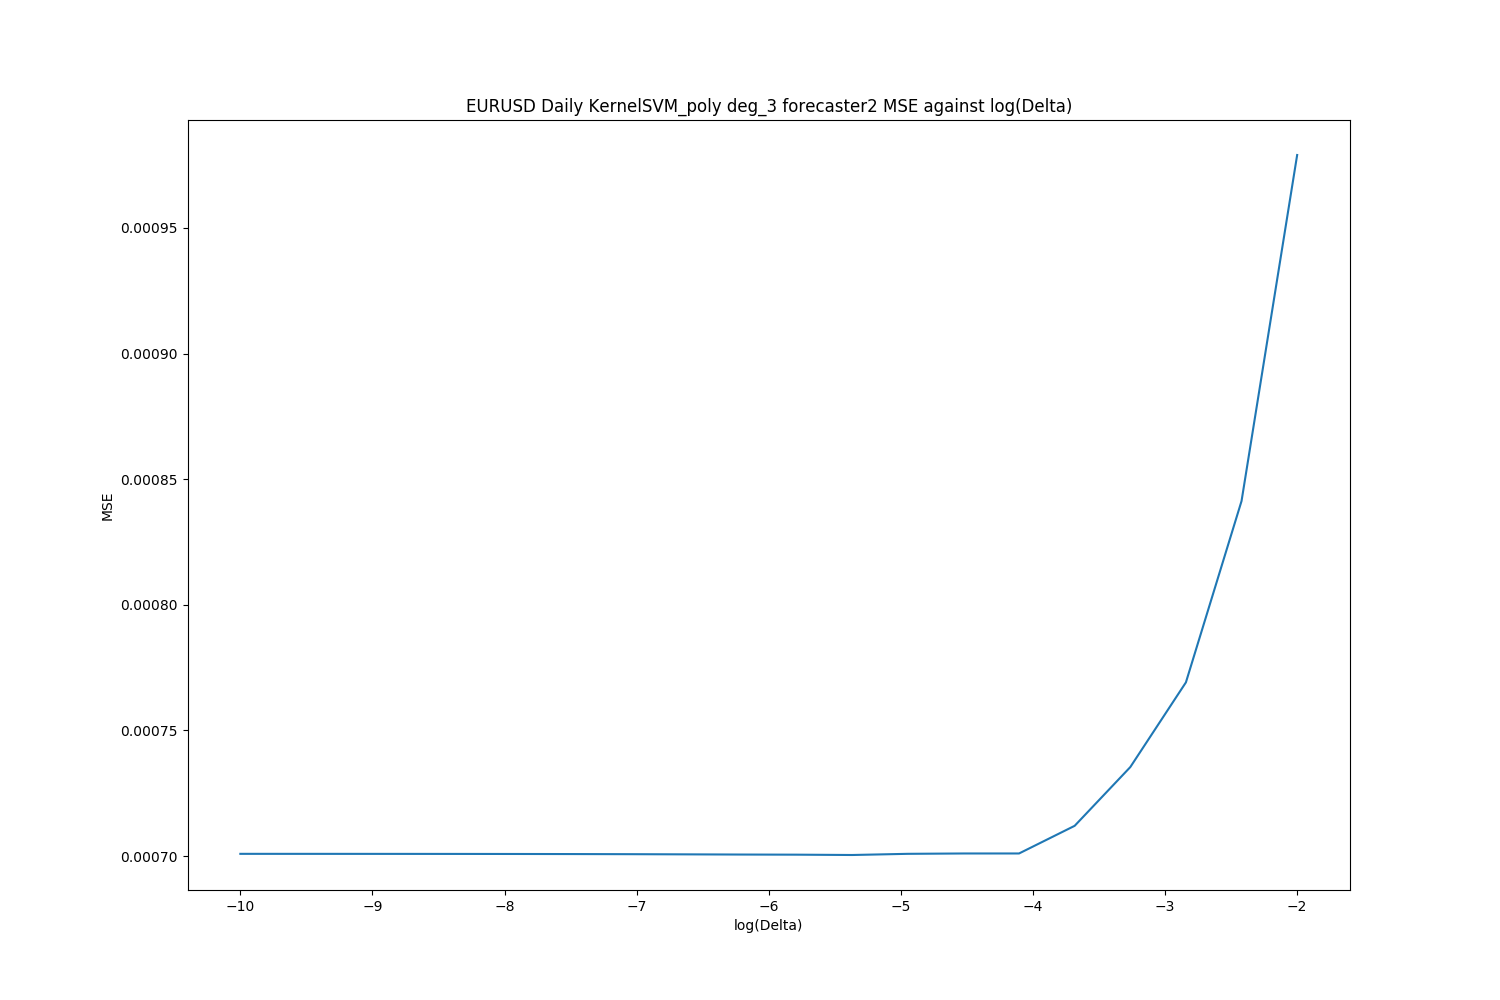 EURUSD Daily KernelSVM_poly deg_3 forecaster2 MSE against log(Delta)
0.00095
0.00090
0.00085
0.00080
0.00075
0.00070
MSE
−10 −9 −8 −7 −6 −5 −4 −3 −2
log(Delta)